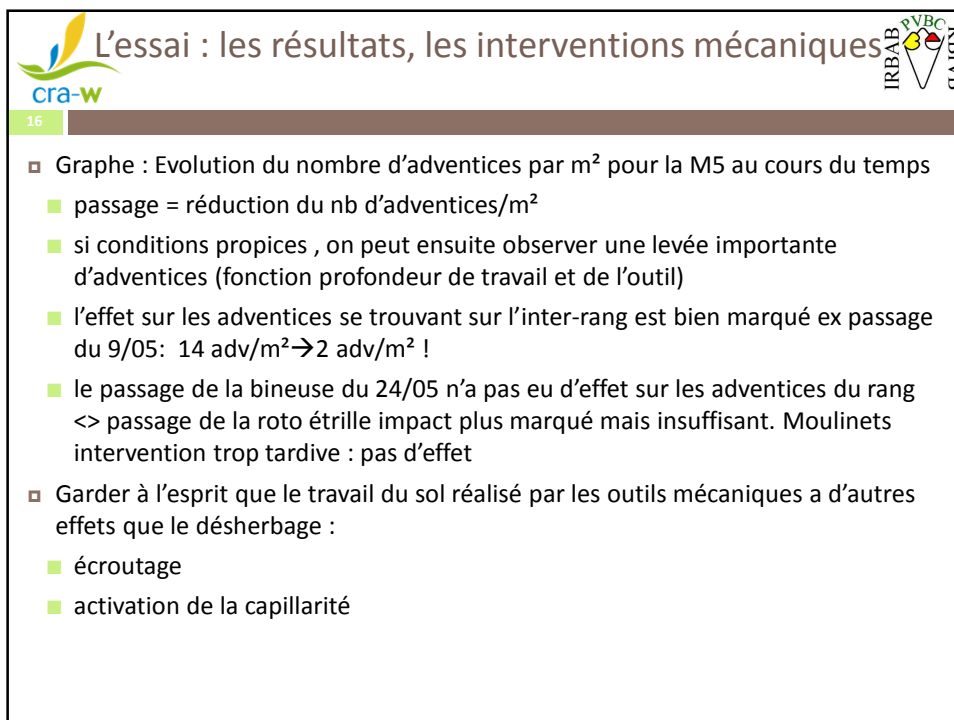 L'essai : les résultats, les interventions mécaniques
cra-w
IRBAB
PVBC
KBIVB
16
Graphe : Evolution du nombre d'adventices par m² pour la M5 au cours du temps
passage = réduction du nb d'adventices/m²
si conditions propices , on peut ensuite observer une levée importante
d'adventices (fonction profondeur de travail et de l'outil)
l'effet sur les adventices se trouvant sur l'inter-rang est bien marqué ex passage
du 9/05: 14 adv/m²→2 adv/m² !
le passage de la bineuse du 24/05 n'a pas eu d'effet sur les adventices du rang
<> passage de la roto étrille impact plus marqué mais insuffisant. Moulinets
intervention trop tardive : pas d'effet
Garder à l'esprit que le travail du sol réalisé par les outils mécaniques a d'autres
effets que le désherbage :
écroutage
activation de la capillarité